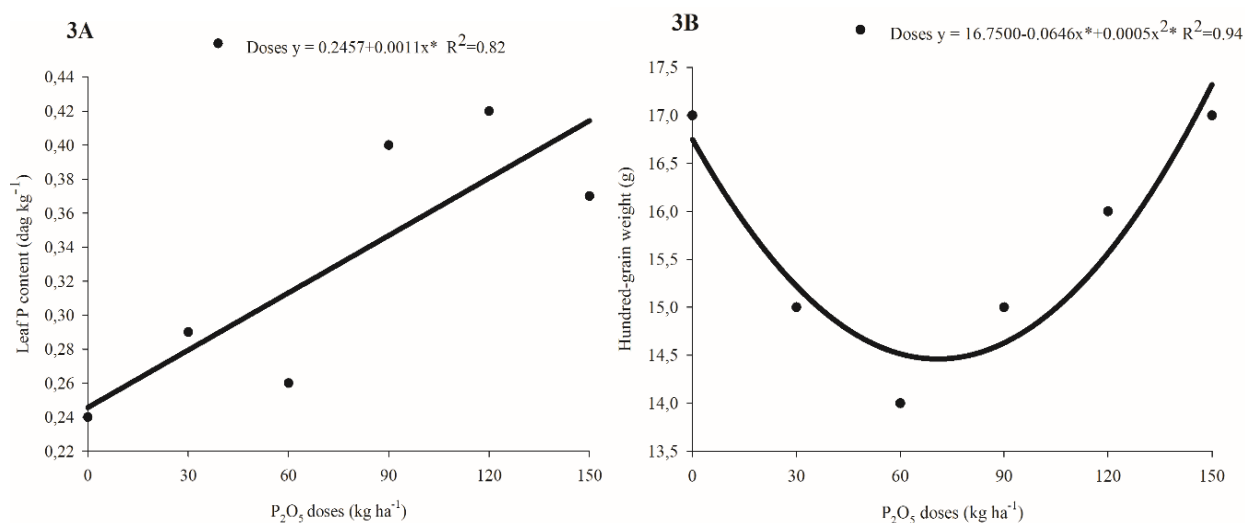 3A
Doses y = 0.2457+0.0011x* R²=0.82
0,44
0,42
0,40
0,38
0,36
0,34
0,32
0,30
0,28
0,26
0,24
0,22
Leaf P content (dag kg⁻¹)
0 30 60 90 120 150
P₂O₅ doses (kg ha⁻¹)
3B
Doses y = 16.7500-0.0646x*+0.0005x²* R²=0.94
17,5
17,0
16,5
16,0
15,5
15,0
14,5
14,0
13,5
Hundred-grain weight (g)
0 30 60 90 120 150
P₂O₅ doses (kg ha⁻¹)